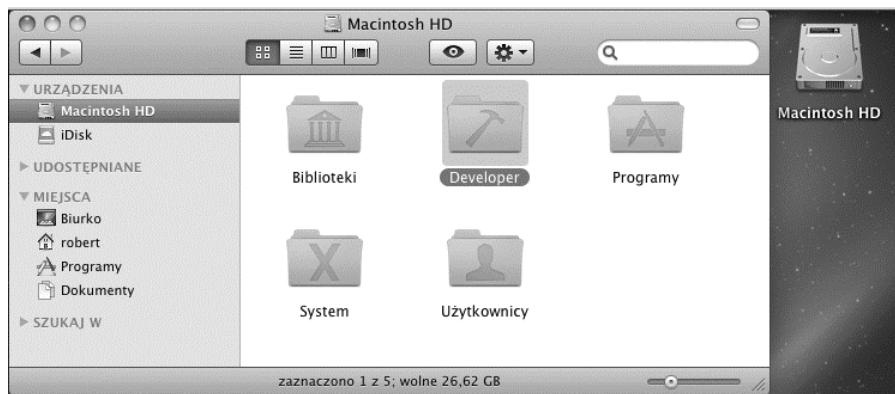 Macintosh HD
URZĄDZENIA
Macintosh HD
iDisk
UDOSTĘPNIANE
MIEJSCA
Biurko
robert
Programy
Dokumenty
SZUKAJ W
Biblioteki
Developer
Programy
System
Użytkownicy
zaznaczono 1 z 5; wolne 26,62 GB
Macintosh HD